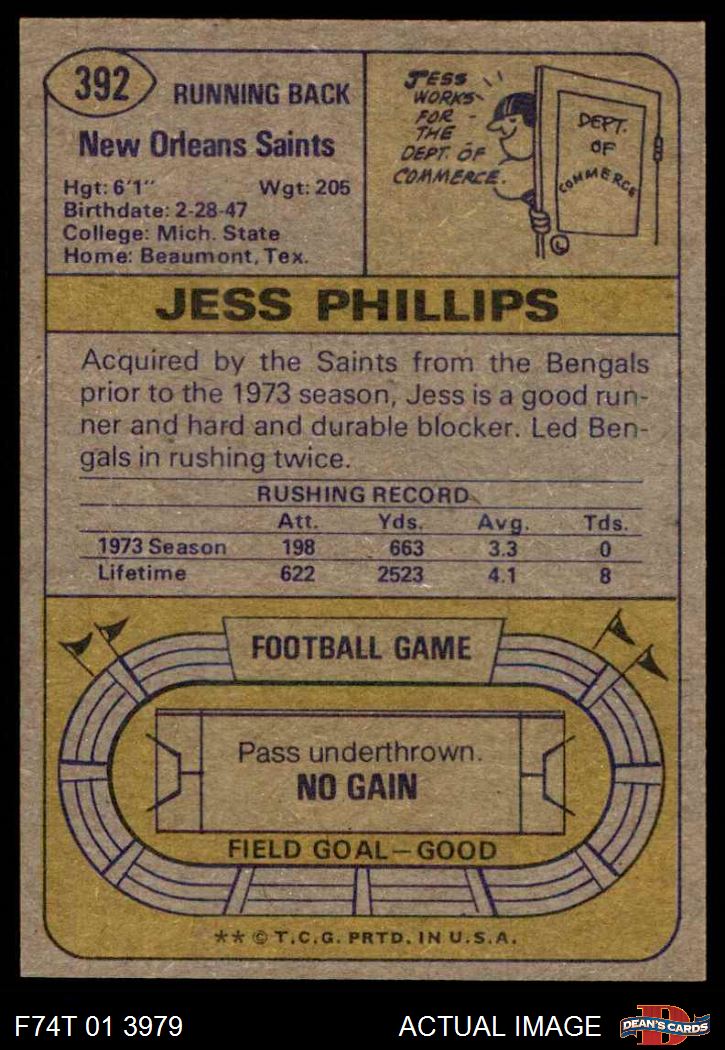 392
RUNNING BACK
New Orleans Saints
Hgt: 6'1" Wgt: 205
Birthdate: 2-28-47
College: Mich. State
Home: Beaumont, Tex.
JESS
WORKS
FOR
THE
DEPT. OF
COMMERCE.
DEPT.
OF
COMMERCE
JESS PHILLIPS
Acquired by the Saints from the Bengals
prior to the 1973 season, Jess is a good run-
ner and hard and durable blocker. Led Ben-
gals in rushing twice.
RUSHING RECORD
Att. Yds. Avg. Tds.
1973 Season 198 663 3.3 0
Lifetime 622 2523 4.1 8
FOOTBALL GAME
Pass underthrown.
NO GAIN
FIELD GOAL—GOOD
** © T.C.G. PRTD. IN U.S.A.
F74T 01 3979 ACTUAL IMAGE
D
DEAN'S CARDS